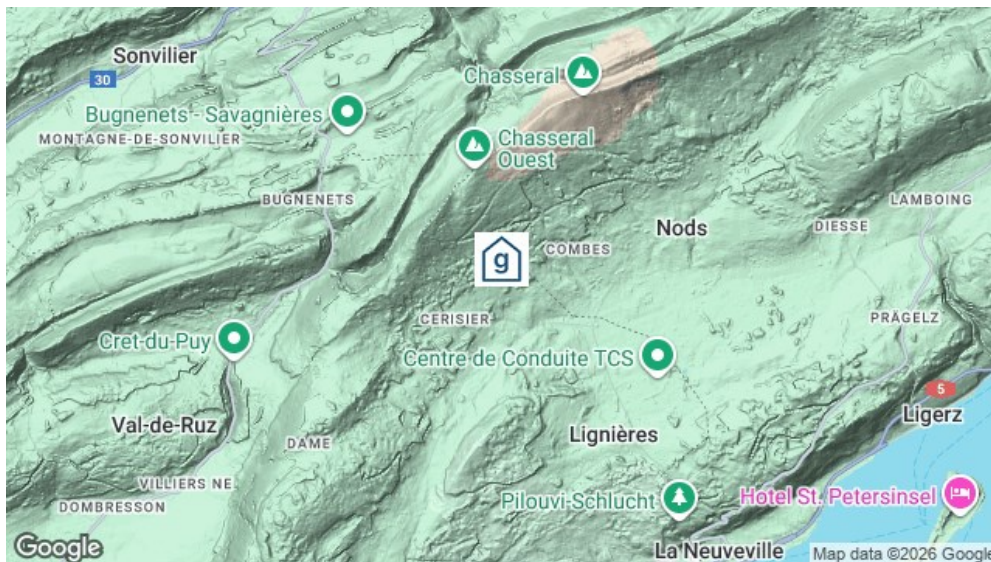 Sonvilier
30
Chasseral
Bugnenets - Savagnières
MONTAGNE-DE-SONVILIER
Chasseral
Ouest
BUGNENETS
LAMBOING
Nods
DIESSE
COMBES
g
CERISIER
PRÄGELZ
Cret-du-Puy
Centre de Conduite TCS
5
Ligerz
Val-de-Ruz
Lignières
DAME
VILLIERS NE
DOMBRESSON
Pilouvi-Schlucht
Hotel St. Petersinsel
Google
La Neuveville
Map data ©2026 Google